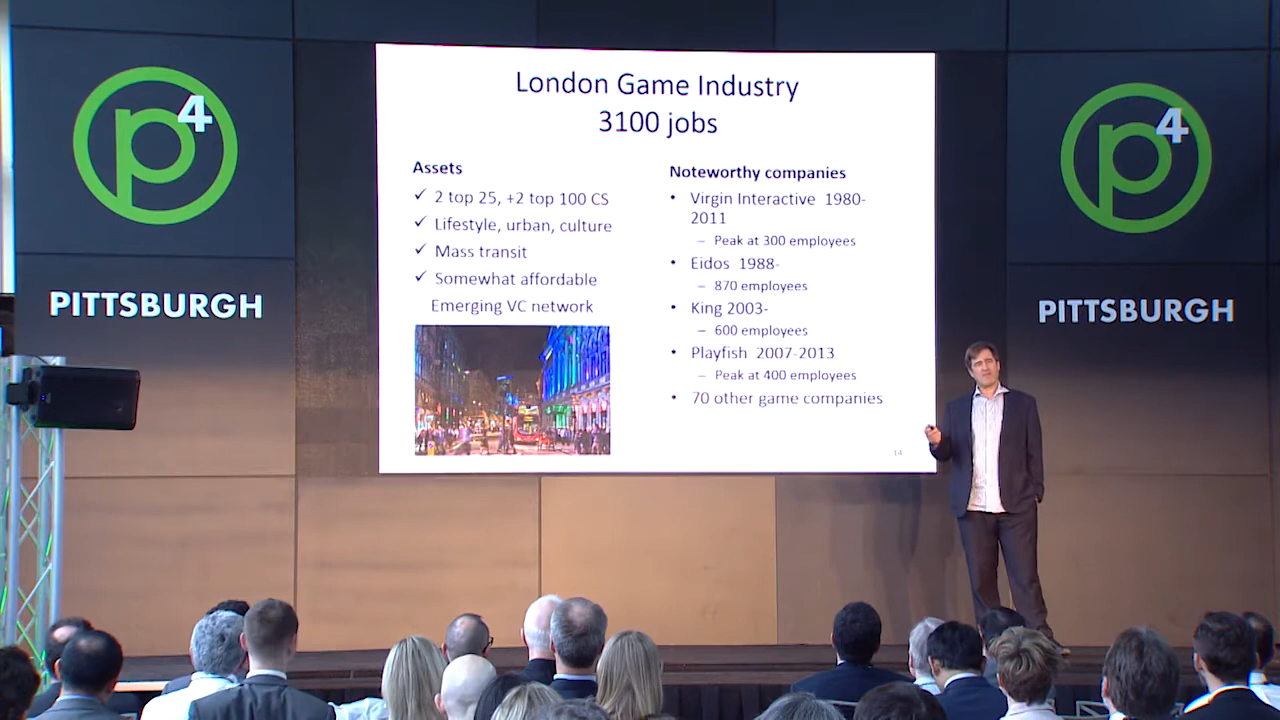 p4
PITTSBURGH
London Game Industry
3100 jobs
Assets
✓ 2 top 25, +2 top 100 CS
✓ Lifestyle, urban, culture
✓ Mass transit
✓ Somewhat affordable
Emerging VC network
Noteworthy companies
• Virgin Interactive 1980-
2011
– Peak at 300 employees
• Eidos 1988-
– 870 employees
• King 2003-
– 600 employees
• Playfish 2007-2013
– Peak at 400 employees
• 70 other game companies
14
p4
PITTSBURGH